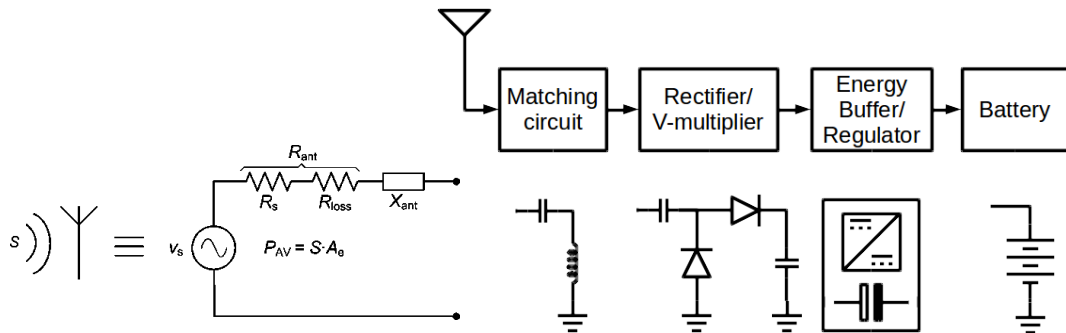 Matching
circuit
Rectifier/
V-multiplier
Energy
Buffer/
Regulator
Battery
R_ant
R_s R_loss X_ant
S
v_s
P_AV = S·A_e